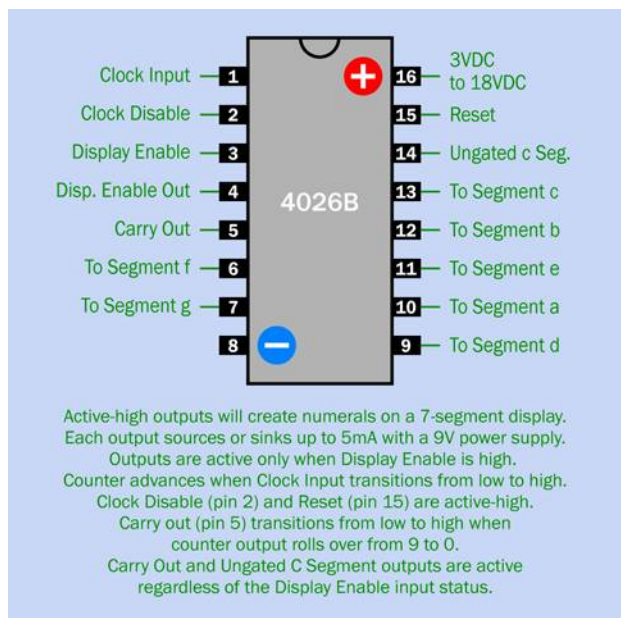 Clock Input 1
Clock Disable 2
Display Enable 3
Disp. Enable Out 4
Carry Out 5
To Segment f 6
To Segment g 7
8
4026B
+
−
16 3VDC
to 18VDC
15 Reset
14 Ungated c Seg.
13 To Segment c
12 To Segment b
11 To Segment e
10 To Segment a
9 To Segment d
Active-high outputs will create numerals on a 7-segment display.
Each output sources or sinks up to 5mA with a 9V power supply.
Outputs are active only when Display Enable is high.
Counter advances when Clock Input transitions from low to high.
Clock Disable (pin 2) and Reset (pin 15) are active-high.
Carry out (pin 5) transitions from low to high when
counter output rolls over from 9 to 0.
Carry Out and Ungated C Segment outputs are active
regardless of the Display Enable input status.